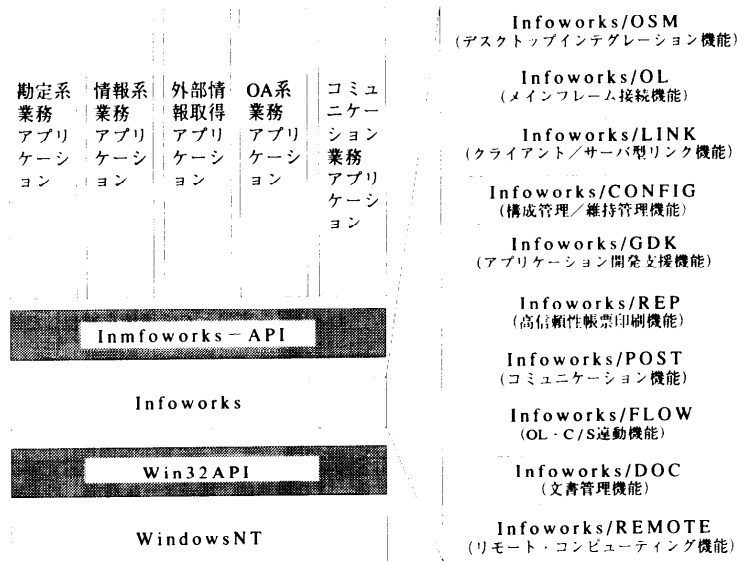 勘定系
業務
アプリ
ケーシ
ョン
情報系
業務
アプリ
ケーシ
ョン
外部情
報取得
アプリ
ケーシ
ョン
OA系
業務
アプリ
ケーシ
ョン
コミュ
ニケー
ション
業務
アプリ
ケーシ
ョン
Inmfoworks－API
Infoworks
Win32API
WindowsNT
Infoworks/OSM
(デスクトップインテグレーション機能)
Infoworks/OL
(メインフレーム接続機能)
Infoworks/LINK
(クライアント／サーバ型リンク機能)
Infoworks/CONFIG
(構成管理／維持管理機能)
Infoworks/GDK
(アプリケーション開発支援機能)
Infoworks/REP
(高信頼性帳票印刷機能)
Infoworks/POST
(コミュニケーション機能)
Infoworks/FLOW
(OL・C/S連動機能)
Infoworks/DOC
(文書管理機能)
Infoworks/REMOTE
(リモート・コンピューティング機能)